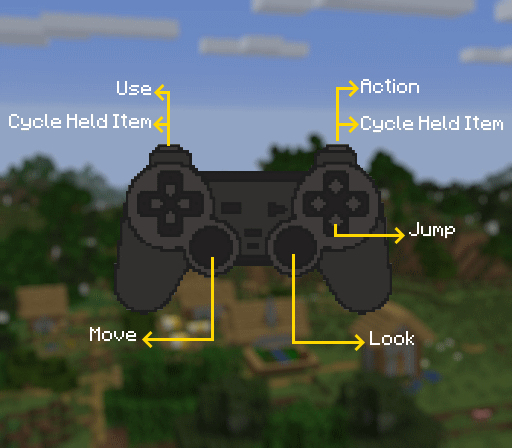 Use
Action
Cycle Held Item
Cycle Held Item
Jump
Move
Look